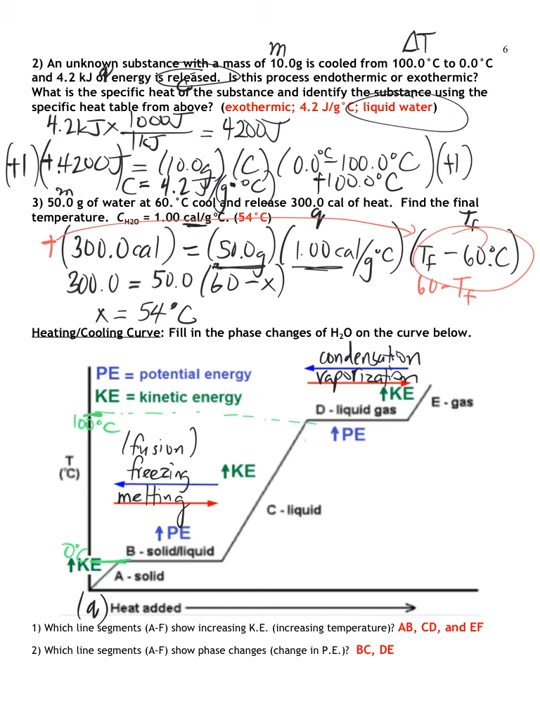 m
ΔT
6
2) An unknown substance with a mass of 10.0g is cooled from 100.0°C to 0.0°C
and 4.2 kJ of energy is released. Is this process endothermic or exothermic?
What is the specific heat of the substance and identify the substance using the
specific heat table from above? (exothermic; 4.2 J/g°C; liquid water)
4.2kJ x 1000J/1kJ = 4200J
(+1)(+4200J = (10.0g)(C)(0.0°C-100.0°C)(+1)
C = 4.2 J/g·°C)
+100.0°C
m
3) 50.0 g of water at 60.°C cool and release 300.0 cal of heat. Find the final
q
temperature. CH2O = 1.00 cal/g°C. (54°C)
Tf
+(300.0cal) = (50.0g)(1.00cal/g°C)(Tf - 60.°C)
300.0 = 50.0 (60-x)
60-Tf
x = 54°C
Heating/Cooling Curve: Fill in the phase changes of H2O on the curve below.
condensation
vaporization
PE = potential energy
KE = kinetic energy
↑KE
E - gas
D - liquid gas
100°C
↑PE
(fusion)
T
(°C)
freezing
↑KE
melting
C - liquid
↑PE
0°C
B - solid/liquid
↑KE
A - solid
(q) Heat added
1) Which line segments (A-F) show increasing K.E. (increasing temperature)? AB, CD, and EF
2) Which line segments (A-F) show phase changes (change in P.E.)? BC, DE